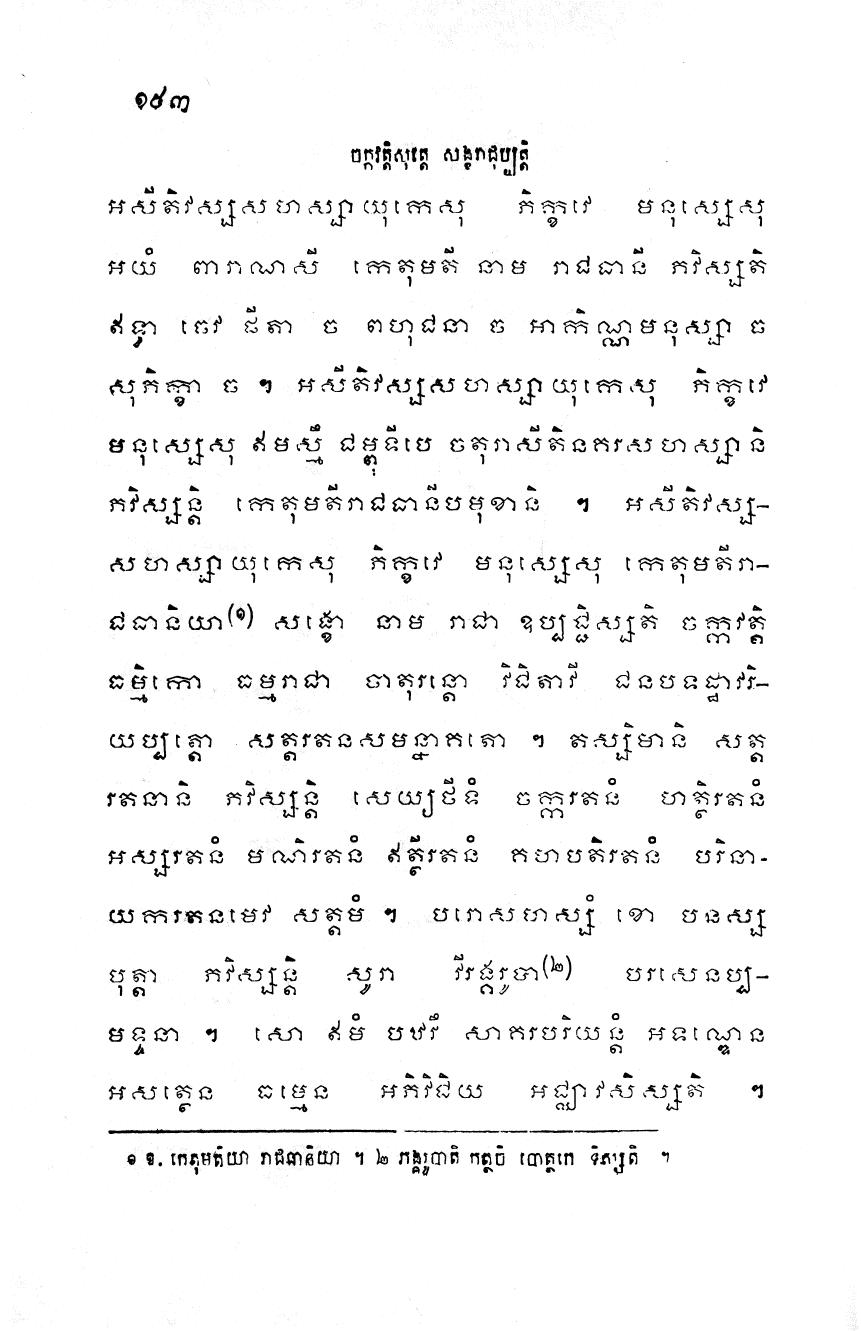 ១៩៣
ចក្កវត្តិសុត្តេ សង្ខរាជុប្បត្តិ
អសីតិវស្សសហស្សាយុកេសុ ភិក្ខវេ មនុស្សេសុ
អយំ ពារាណសី កេតុមតី នាម រាជធានី ភវិស្សតិ
ឥទ្ធា ចេវ ផីតា ច ពហុជនា ច អាកិណ្ណមនុស្សា ច
សុភិក្ខា ច ។ អសីតិវស្សសហស្សាយុកេសុ ភិក្ខវេ
មនុស្សេសុ ឥមស្មឹ ជម្ពុទីបេ ចតុរាសីតិនគរសហស្សានិ
ភវិស្សន្តិ កេតុមតីរាជធានីបមុខានិ ។ អសីតិវស្ស-
សហស្សាយុកេសុ ភិក្ខវេ មនុស្សេសុ កេតុមតីរា-
ជធានិយា(១) សង្ខោ នាម រាជា ឧប្បជ្ជិស្សតិ ចក្កវត្តិ
ធម្មិកោ ធម្មរាជា ចាតុរន្តោ វិជិតាវី ជនបទដ្ឋាវរិ-
យប្បត្តោ សត្តរតនសមន្នាគតោ ។ តស្សិមានិ សត្ត
រតនានិ ភវិស្សន្តិ សេយ្យថីទំ ចក្ករតនំ ហត្ថិរតនំ
អស្សរតនំ មណិរតនំ ឥត្ថីរតនំ គហបតិរតនំ បរិនា-
យករតនមេវ សត្តមំ ។ បរោសហស្សំ ខោ បនស្ស
បុត្តា ភវិស្សន្តិ សូរា វីរង្គរូបា(២) បរសេនប្ប-
មទ្ទនា ។ សោ ឥមំ បឋវឹ សាគរបរិយន្តំ អទណ្ឌេន
អសត្ថេន ធម្មេន អភិវិជិយ អជ្ឈាវសិស្សតិ ។
១ ឱ. កេតុមតិយា រាជធានិយា ។ ២ ភង្គរូបាតិ កត្ថចិ បោត្ថកេ ទិស្សតិ ។